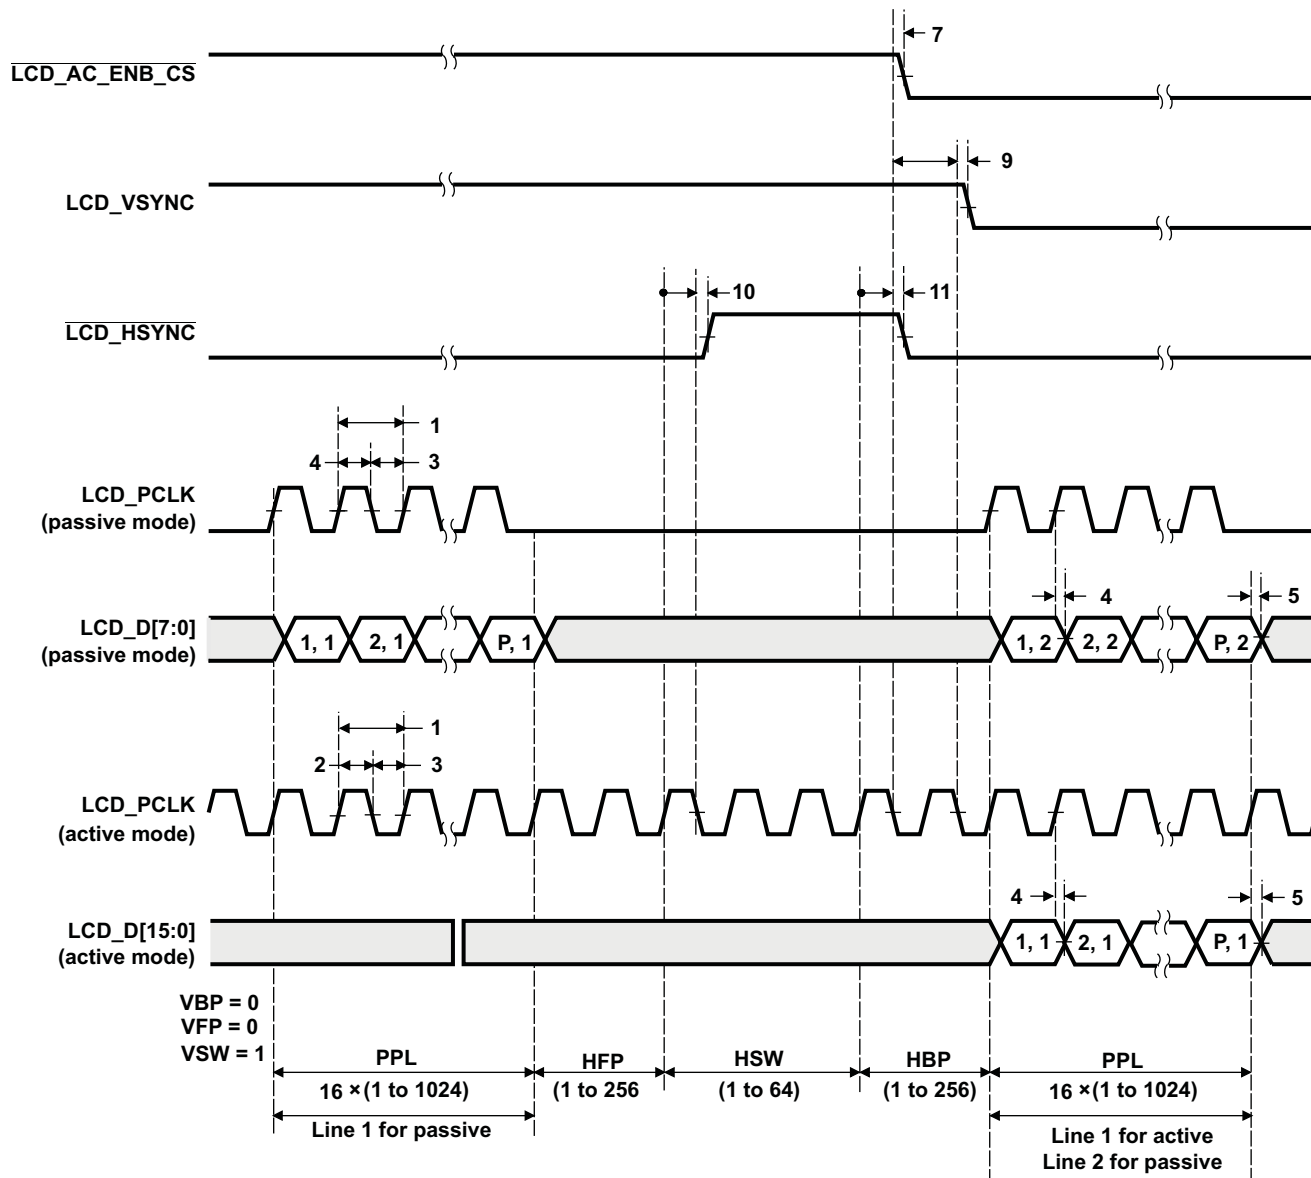 7
LCD_AC_ENB_CS
9
LCD_VSYNC
10
11
LCD_HSYNC
1
4
3
LCD_PCLK
(passive mode)
4
5
LCD_D[7:0]
(passive mode)
1, 1
2, 1
P, 1
1, 2
2, 2
P, 2
1
2
3
LCD_PCLK
(active mode)
4
5
LCD_D[15:0]
(active mode)
1, 1
2, 1
P, 1
VBP = 0
VFP = 0
VSW = 1
PPL
16 × (1 to 1024)
HFP
(1 to 256
HSW
(1 to 64)
HBP
(1 to 256)
PPL
16 × (1 to 1024)
Line 1 for passive
Line 1 for active
Line 2 for passive